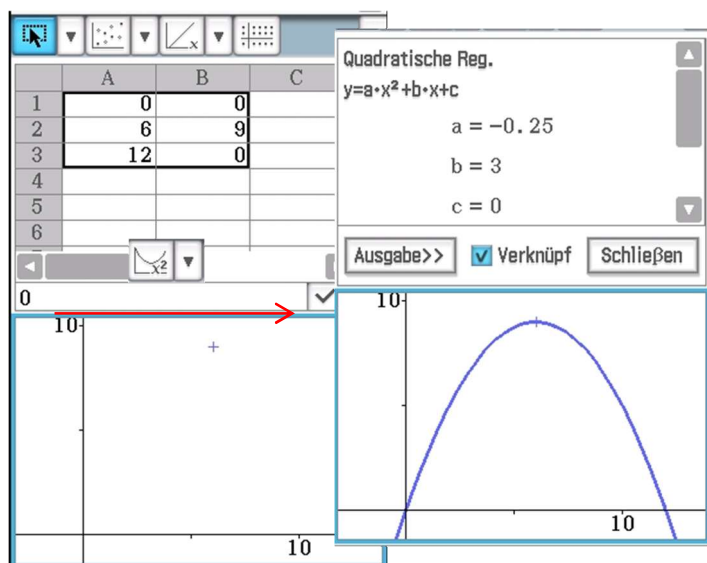 A B C
1 0 0
2 6 9
3 12 0
4
5
6
x²
0
10
10
Quadratische Reg.
y=a·x²+b·x+c
a = -0.25
b = 3
c = 0
Ausgabe>> Verknüpf Schließen
10
10